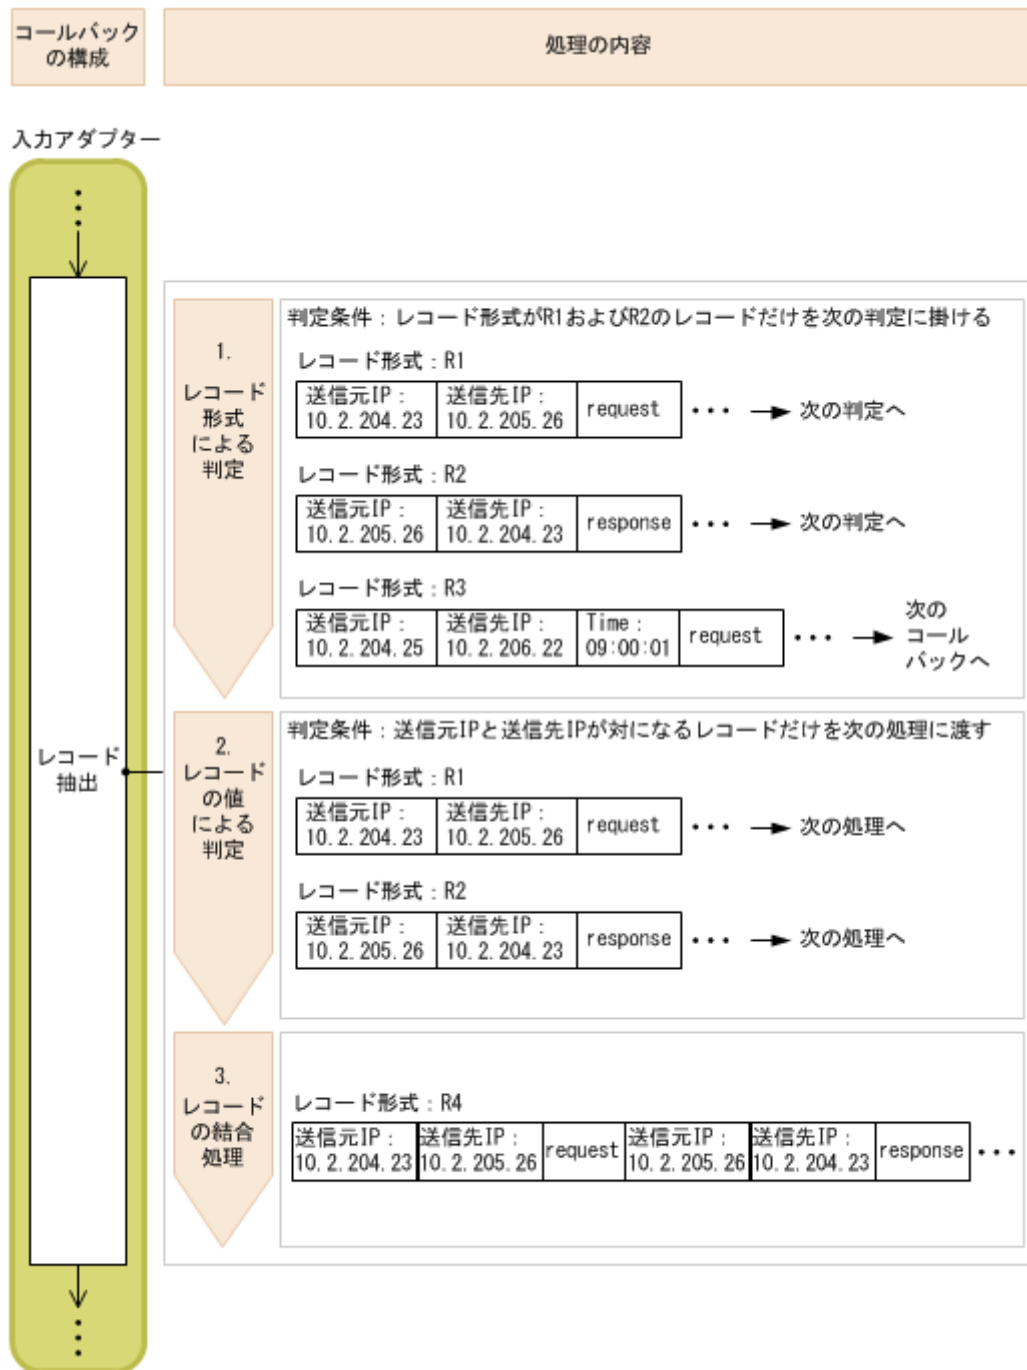 コールバック
の構成
処理の内容
入力アダプター
レコード
抽出
1.
レコード
形式
による
判定
判定条件：レコード形式がR1およびR2のレコードだけを次の判定に掛ける
レコード形式：R1
送信元IP：
10.2.204.23
送信先IP：
10.2.205.26
request
••• → 次の判定へ
レコード形式：R2
送信元IP：
10.2.205.26
送信先IP：
10.2.204.23
response
••• → 次の判定へ
レコード形式：R3
送信元IP：
10.2.204.25
送信先IP：
10.2.206.22
Time：
09:00:01
request
••• →
次の
コール
バックへ
2.
レコード
の値
による
判定
判定条件：送信元IPと送信先IPが対になるレコードだけを次の処理に渡す
レコード形式：R1
送信元IP：
10.2.204.23
送信先IP：
10.2.205.26
request
••• → 次の処理へ
レコード形式：R2
送信元IP：
10.2.205.26
送信先IP：
10.2.204.23
response
••• → 次の処理へ
3.
レコード
の結合
処理
レコード形式：R4
送信元IP：
10.2.204.23
送信先IP：
10.2.205.26
request
送信元IP：
10.2.205.26
送信先IP：
10.2.204.23
response
•••